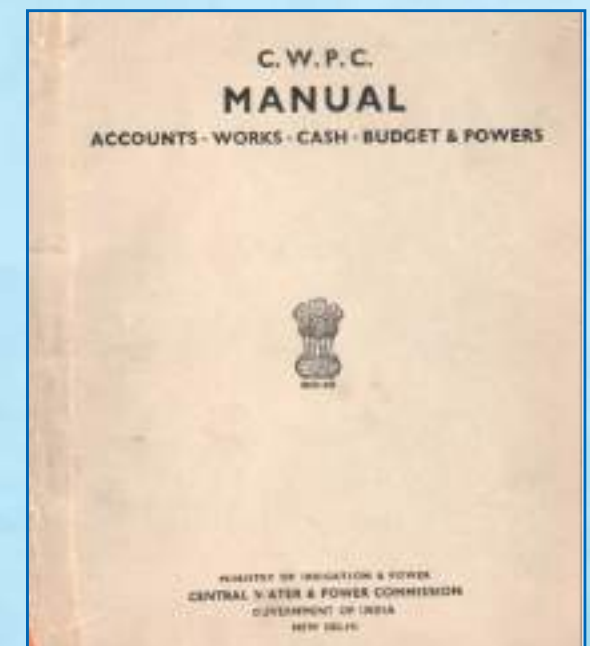 C. W. P. C.
MANUAL
ACCOUNTS - WORKS - CASH - BUDGET & POWERS
MINISTRY OF IRRIGATION & POWER
CENTRAL WATER & POWER COMMISSION
GOVERNMENT OF INDIA
NEW DELHI